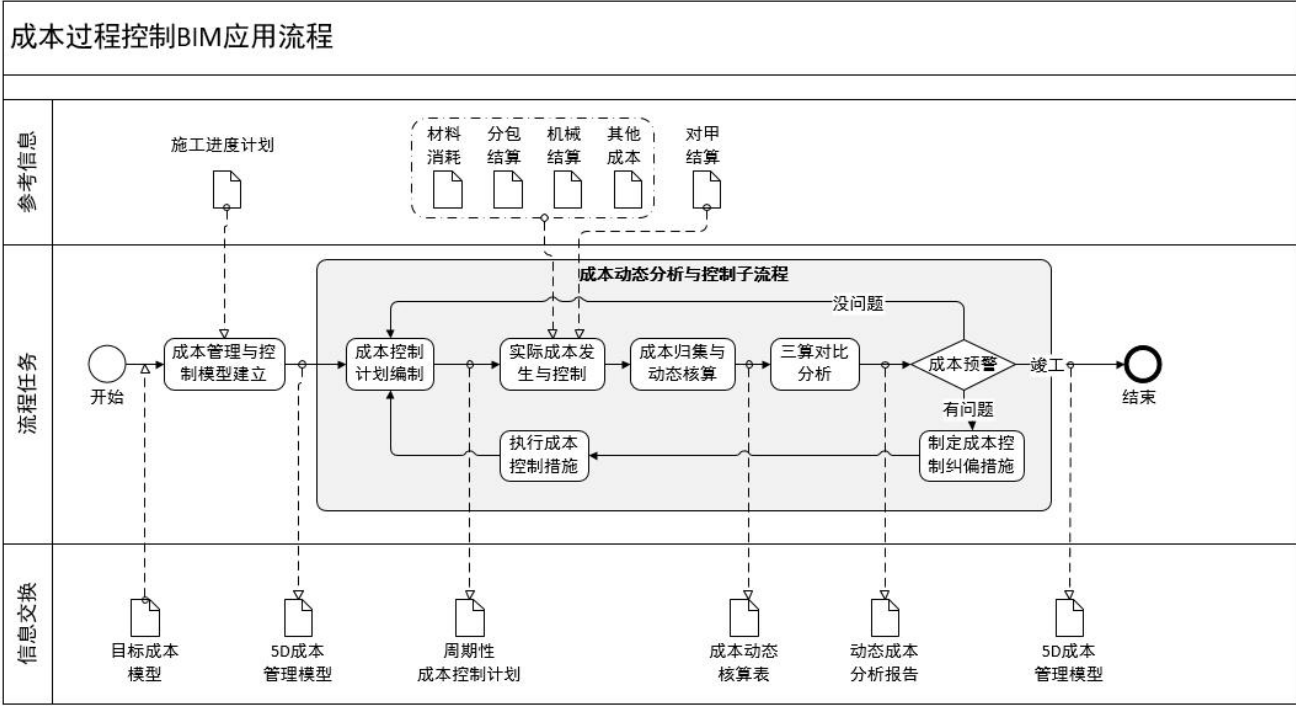 成本过程控制BIM应用流程
参考信息
施工进度计划
材料
消耗
分包
结算
机械
结算
其他
成本
对甲
结算
流程任务
成本动态分析与控制子流程
没问题
开始
成本管理与控
制模型建立
成本控制
计划编制
实际成本发
生与控制
成本归集与
动态核算
三算对比
分析
成本预警
竣工
结束
有问题
执行成本
控制措施
制定成本控
制纠偏措施
信息交换
目标成本
模型
5D成本
管理模型
周期性
成本控制计划
成本动态
核算表
动态成本
分析报告
5D成本
管理模型